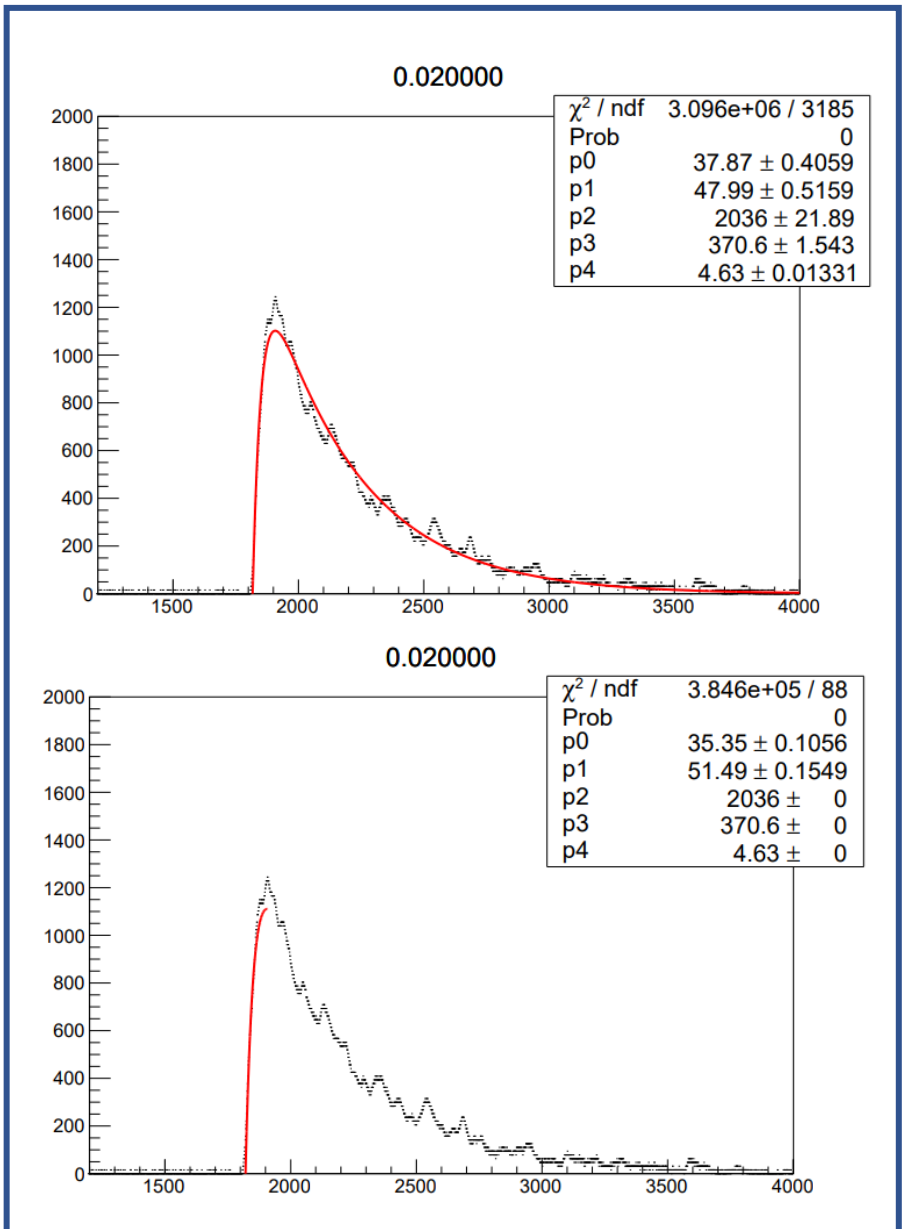 0.020000
χ² / ndf 3.096e+06 / 3185
Prob 0
p0 37.87 ± 0.4059
p1 47.99 ± 0.5159
p2 2036 ± 21.89
p3 370.6 ± 1.543
p4 4.63 ± 0.01331
2000
1800
1600
1400
1200
1000
800
600
400
200
0
1500 2000 2500 3000 3500 4000
0.020000
χ² / ndf 3.846e+05 / 88
Prob 0
p0 35.35 ± 0.1056
p1 51.49 ± 0.1549
p2 2036 ± 0
p3 370.6 ± 0
p4 4.63 ± 0
2000
1800
1600
1400
1200
1000
800
600
400
200
0
1500 2000 2500 3000 3500 4000